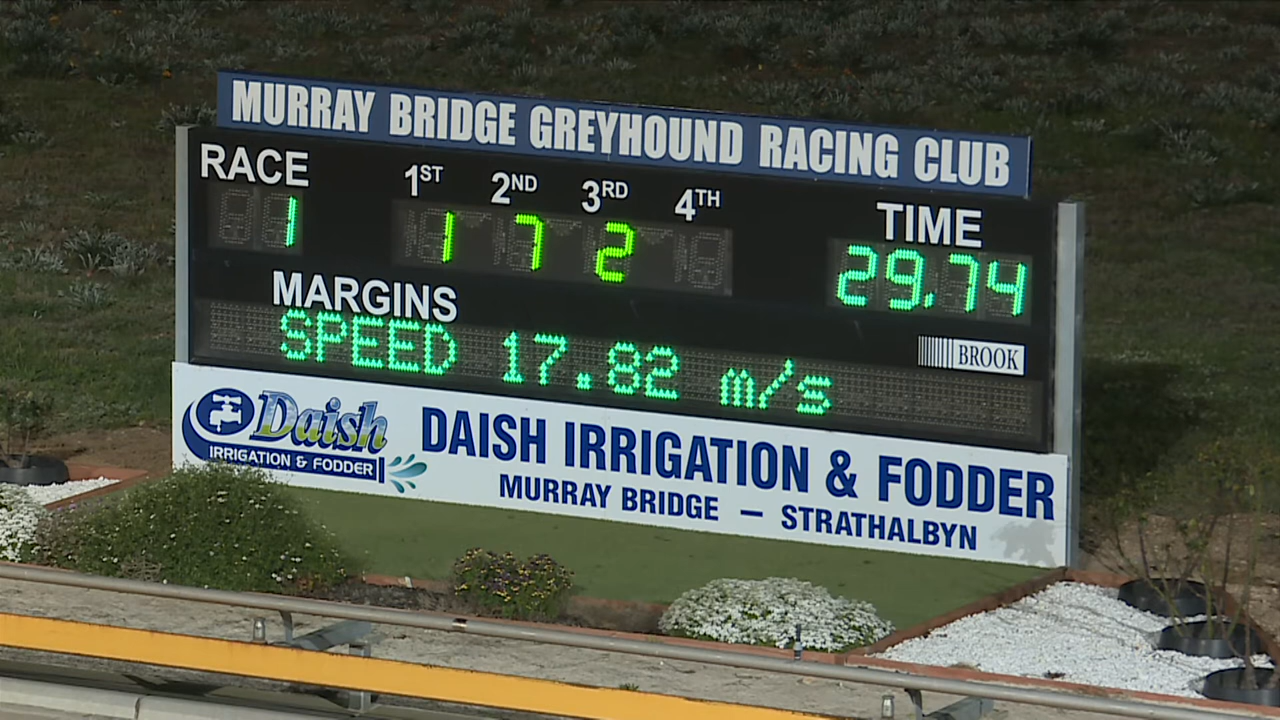 MURRAY BRIDGE GREYHOUND RACING CLUB
RACE 1ST 2ND 3RD 4TH TIME
1 1 7 2 29.74
MARGINS
SPEED 17.82 m/s
BROOK
Daish
IRRIGATION & FODDER
DAISH IRRIGATION & FODDER
MURRAY BRIDGE – STRATHALBYN